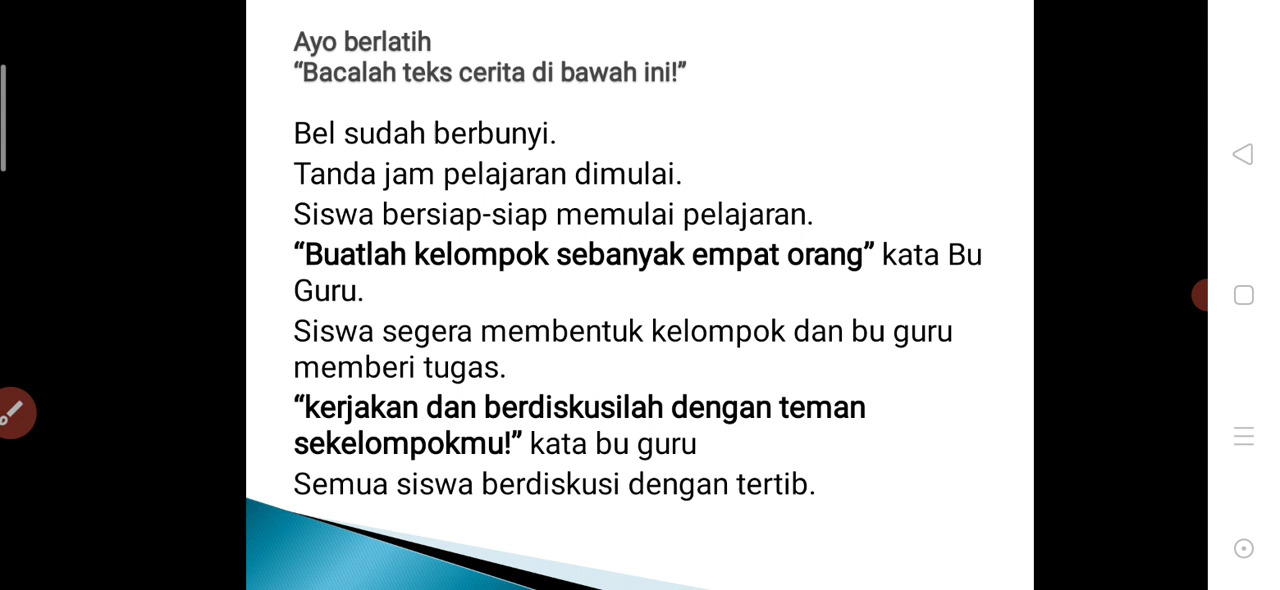 Ayo berlatih
“Bacalah teks cerita di bawah ini!”
Bel sudah berbunyi.
Tanda jam pelajaran dimulai.
Siswa bersiap-siap memulai pelajaran.
“Buatlah kelompok sebanyak empat orang” kata Bu
Guru.
Siswa segera membentuk kelompok dan bu guru
memberi tugas.
“kerjakan dan berdiskusilah dengan teman
sekelompokmu!” kata bu guru
Semua siswa berdiskusi dengan tertib.